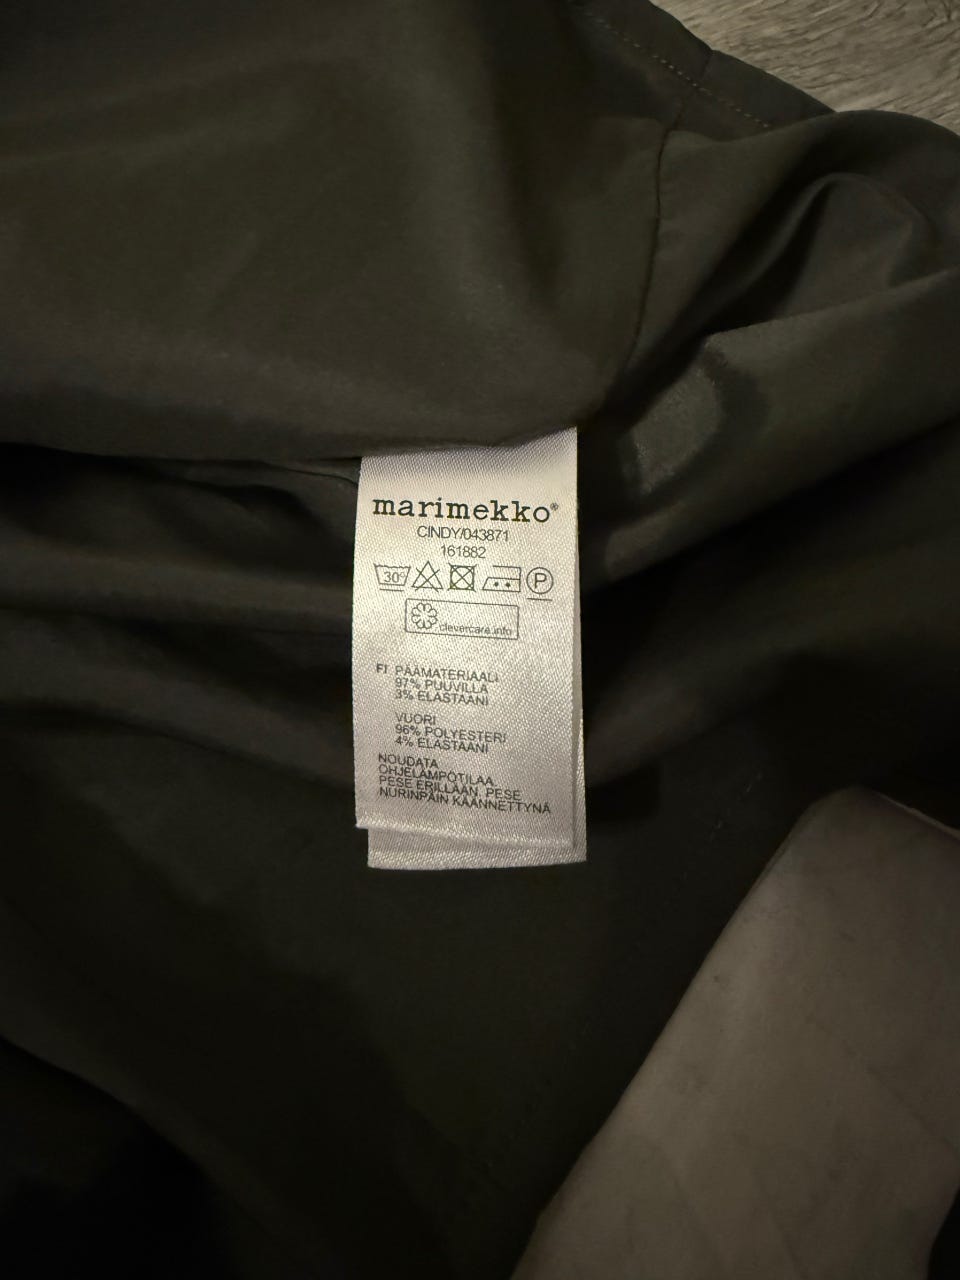 marimekko®
CINDY/043871
161882
30° P
clevercare.info
FI PÄÄMATERIAALI
97% PUUVILLA
3% ELASTAANI
VUORI
96% POLYESTERI
4% ELASTAANI
NOUDATA
OHJELÄMPÖTILAA.
PESE ERILLÄÄN. PESE
NURINPÄIN KÄÄNNETTYNÄ